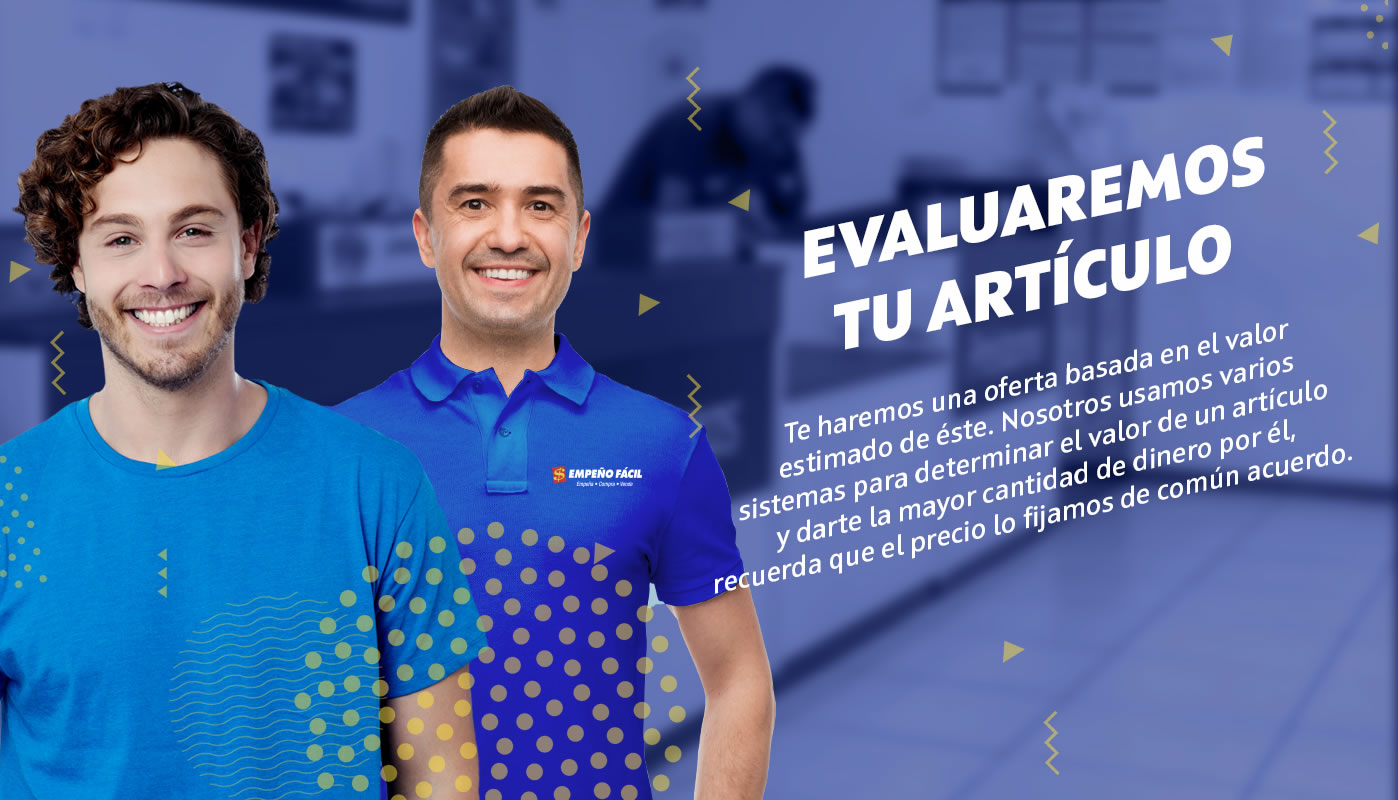 EVALUAREMOS
TU ARTÍCULO
Te haremos una oferta basada en el valor
estimado de éste. Nosotros usamos varios
sistemas para determinar el valor de un artículo
y darte la mayor cantidad de dinero por él,
recuerda que el precio lo fijamos de común acuerdo.
EMPEÑO FÁCIL
Empeña • Compra • Vende